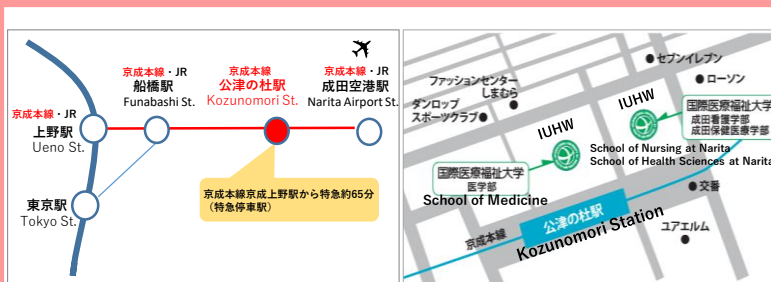 京成本線・JR
上野駅
Ueno St.
東京駅
Tokyo St.
京成本線・JR
船橋駅
Funabashi St.
京成本線
公津の杜駅
Kozunomori St.
京成本線・JR
成田空港駅
Narita Airport St.
京成本線京成上野駅から特急約65分
（特急停車駅）
セブンイレブン
ローソン
ファッションセンター
しまむら
ダンロップ
スポーツクラブ
IUHW
IUHW
国際医療福祉大学
成田看護学部
成田保健医療学部
School of Nursing at Narita
School of Health Sciences at Narita
国際医療福祉大学
医学部
School of Medicine
交番
公津の杜駅
Kozunomori Station
京成本線
ユアエルム